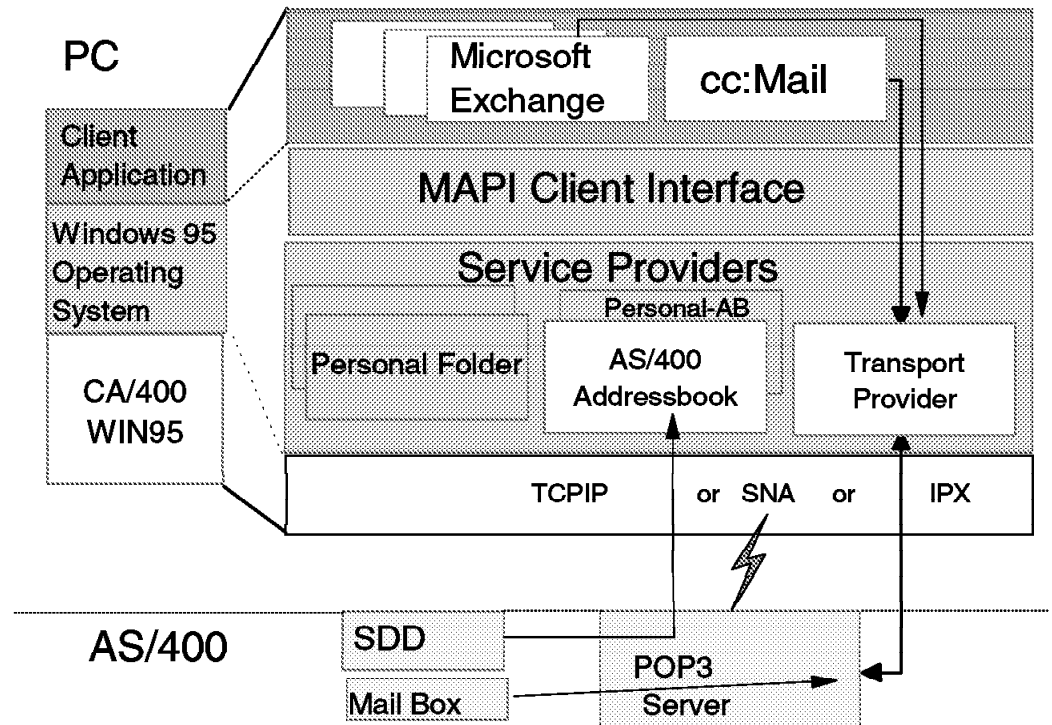 PC
Client
Application
Windows 95
Operating
System
CA/400
WIN95
Microsoft
Exchange
cc:Mail
MAPI Client Interface
Service Providers
Personal-AB
Personal Folder
AS/400
Addressbook
Transport
Provider
TCPIP or SNA or IPX
AS/400
SDD
Mail Box
POP3
Server